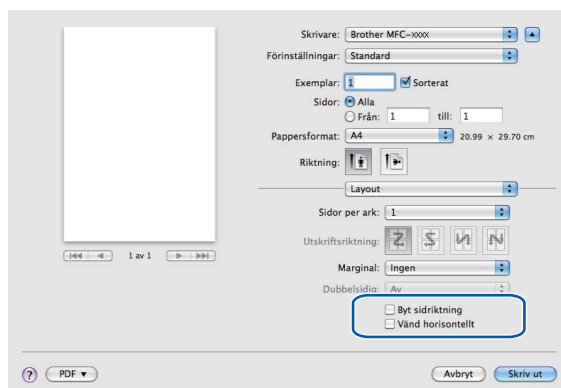 Skrivare: Brother MFC-xxxx
Förinställningar: Standard
Exemplar: 1 Sorterat
Sidor: Alla
Från: 1 till: 1
Pappersformat: A4 20.99 × 29.70 cm
Riktning:
Layout
Sidor per ark: 1
Utskriftsriktning:
Marginal: Ingen
Dubbelsidig: Av
Byt sidriktning
Vänd horisontellt
1 av 1
? PDF ▼ Avbryt Skriv ut